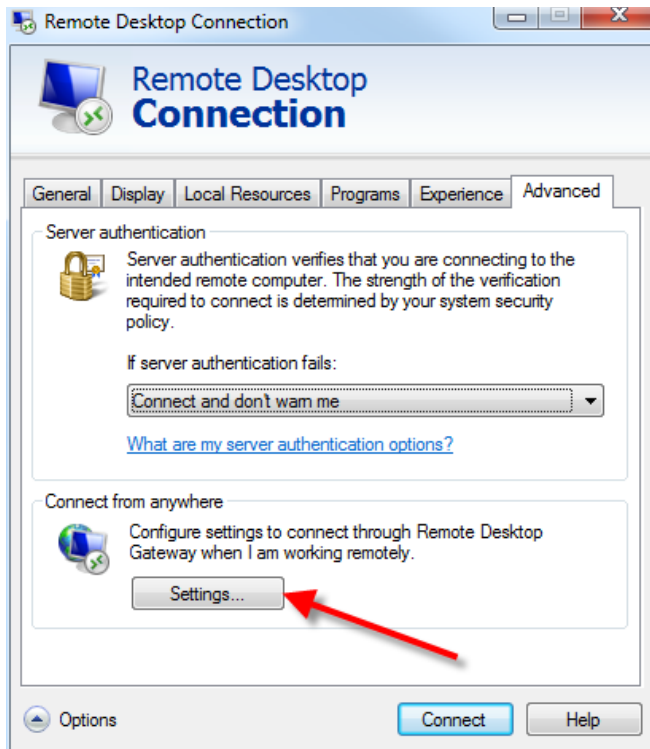 Remote Desktop Connection
Remote Desktop
Connection
General Display Local Resources Programs Experience Advanced
Server authentication
Server authentication verifies that you are connecting to the
intended remote computer. The strength of the verification
required to connect is determined by your system security
policy.
If server authentication fails:
Connect and don't warn me
What are my server authentication options?
Connect from anywhere
Configure settings to connect through Remote Desktop
Gateway when I am working remotely.
Settings...
Options Connect Help